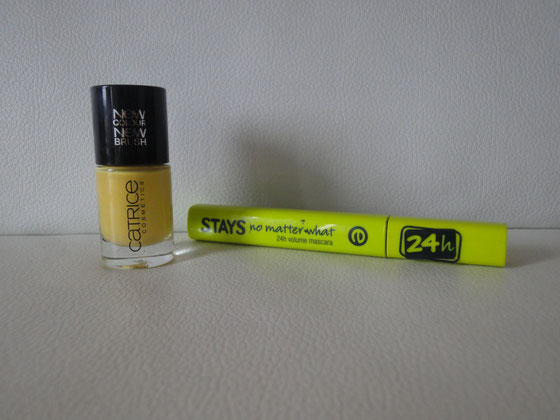 NEW
COLOUR
NEW
BRUSH
CATRICE
COSMETICS
STAYS no matter what
24h volume mascara
e
24h